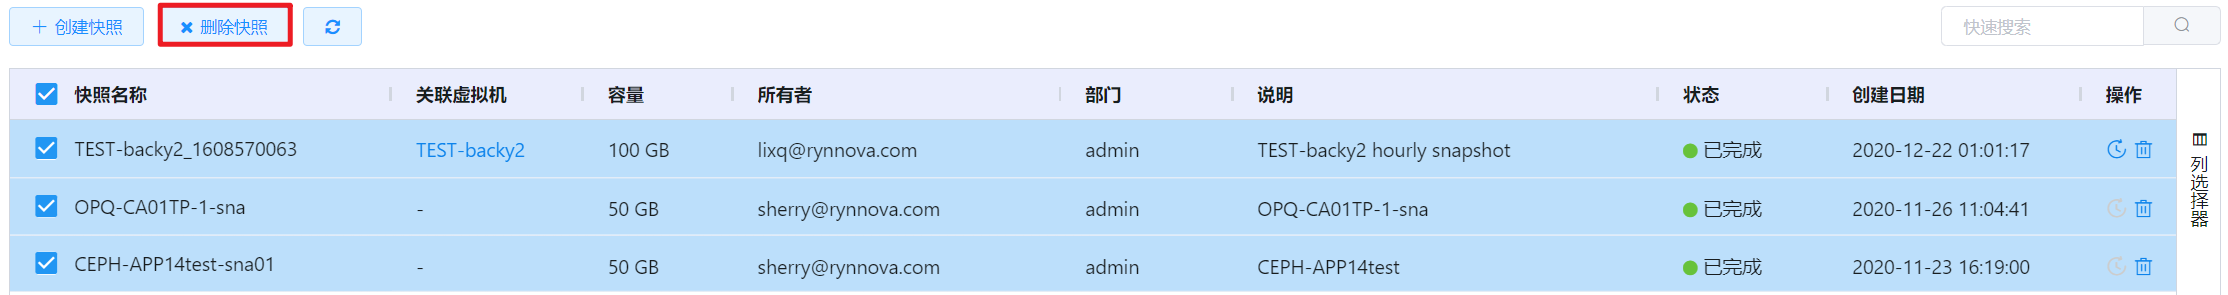 创建快照 删除快照 快速搜索
快照名称 关联虚拟机 容量 所有者 部门 说明 状态 创建日期 操作
TEST-backy2_1608570063 TEST-backy2 100 GB lixq@rynnova.com admin TEST-backy2 hourly snapshot 已完成 2020-12-22 01:01:17
OPQ-CA01TP-1-sna - 50 GB sherry@rynnova.com admin OPQ-CA01TP-1-sna 已完成 2020-11-26 11:04:41
CEPH-APP14test-sna01 - 50 GB sherry@rynnova.com admin CEPH-APP14test 已完成 2020-11-23 16:19:00
列选择器